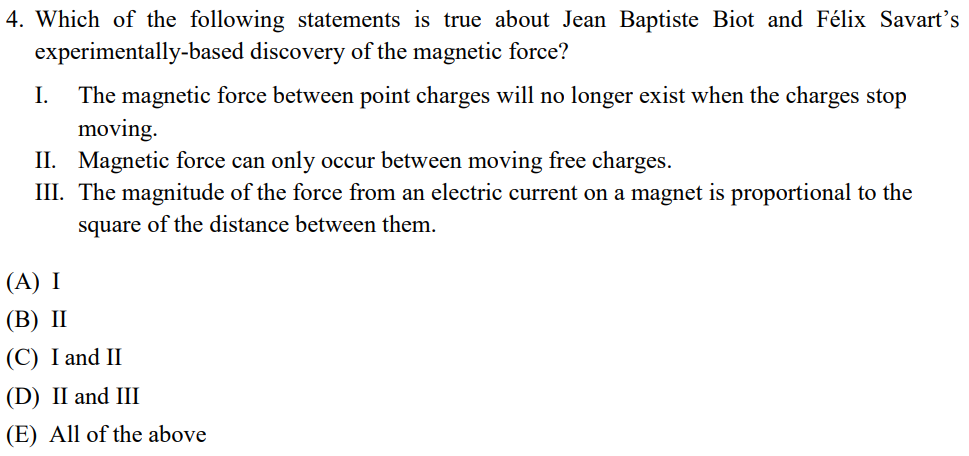 4. Which of the following statements is true about Jean Baptiste Biot and Félix Savart's
experimentally-based discovery of the magnetic force?
I. The magnetic force between point charges will no longer exist when the charges stop
moving.
II. Magnetic force can only occur between moving free charges.
III. The magnitude of the force from an electric current on a magnet is proportional to the
square of the distance between them.
(A) I
(B) II
(C) I and II
(D) II and III
(E) All of the above